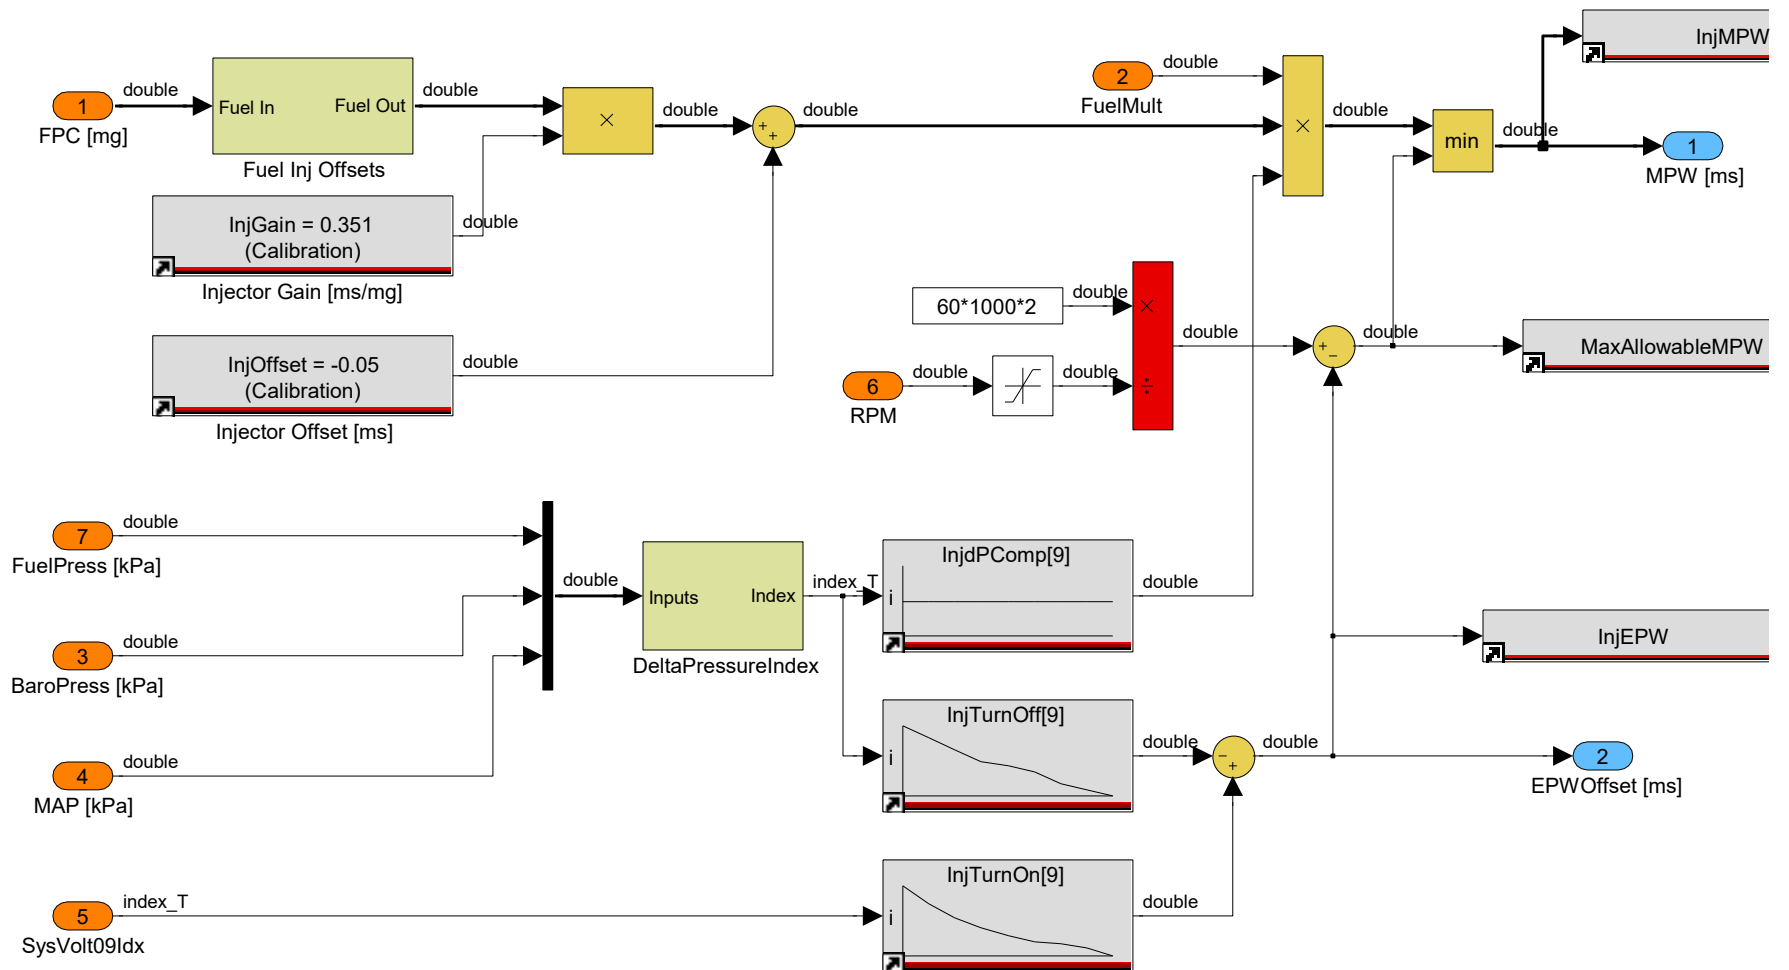 InjMPW
double
2
FuelMult
double
1
FPC [mg]
double
Fuel In
Fuel Out
Fuel Inj Offsets
double
×
double
+
+
double
×
double
min
double
1
MPW [ms]
InjGain = 0.351
(Calibration)
double
Injector Gain [ms/mg]
60*1000*2
double
×
÷
double
+
−
double
MaxAllowableMPW
InjOffset = -0.05
(Calibration)
double
Injector Offset [ms]
6
RPM
double
double
7
FuelPress [kPa]
double
3
BaroPress [kPa]
double
4
MAP [kPa]
double
double
Inputs
Index
DeltaPressureIndex
index_T
InjdPComp[9]
i
double
InjEPW
InjTurnOff[9]
i
double
−
+
double
2
EPWOffset [ms]
5
SysVolt09Idx
index_T
InjTurnOn[9]
i
double